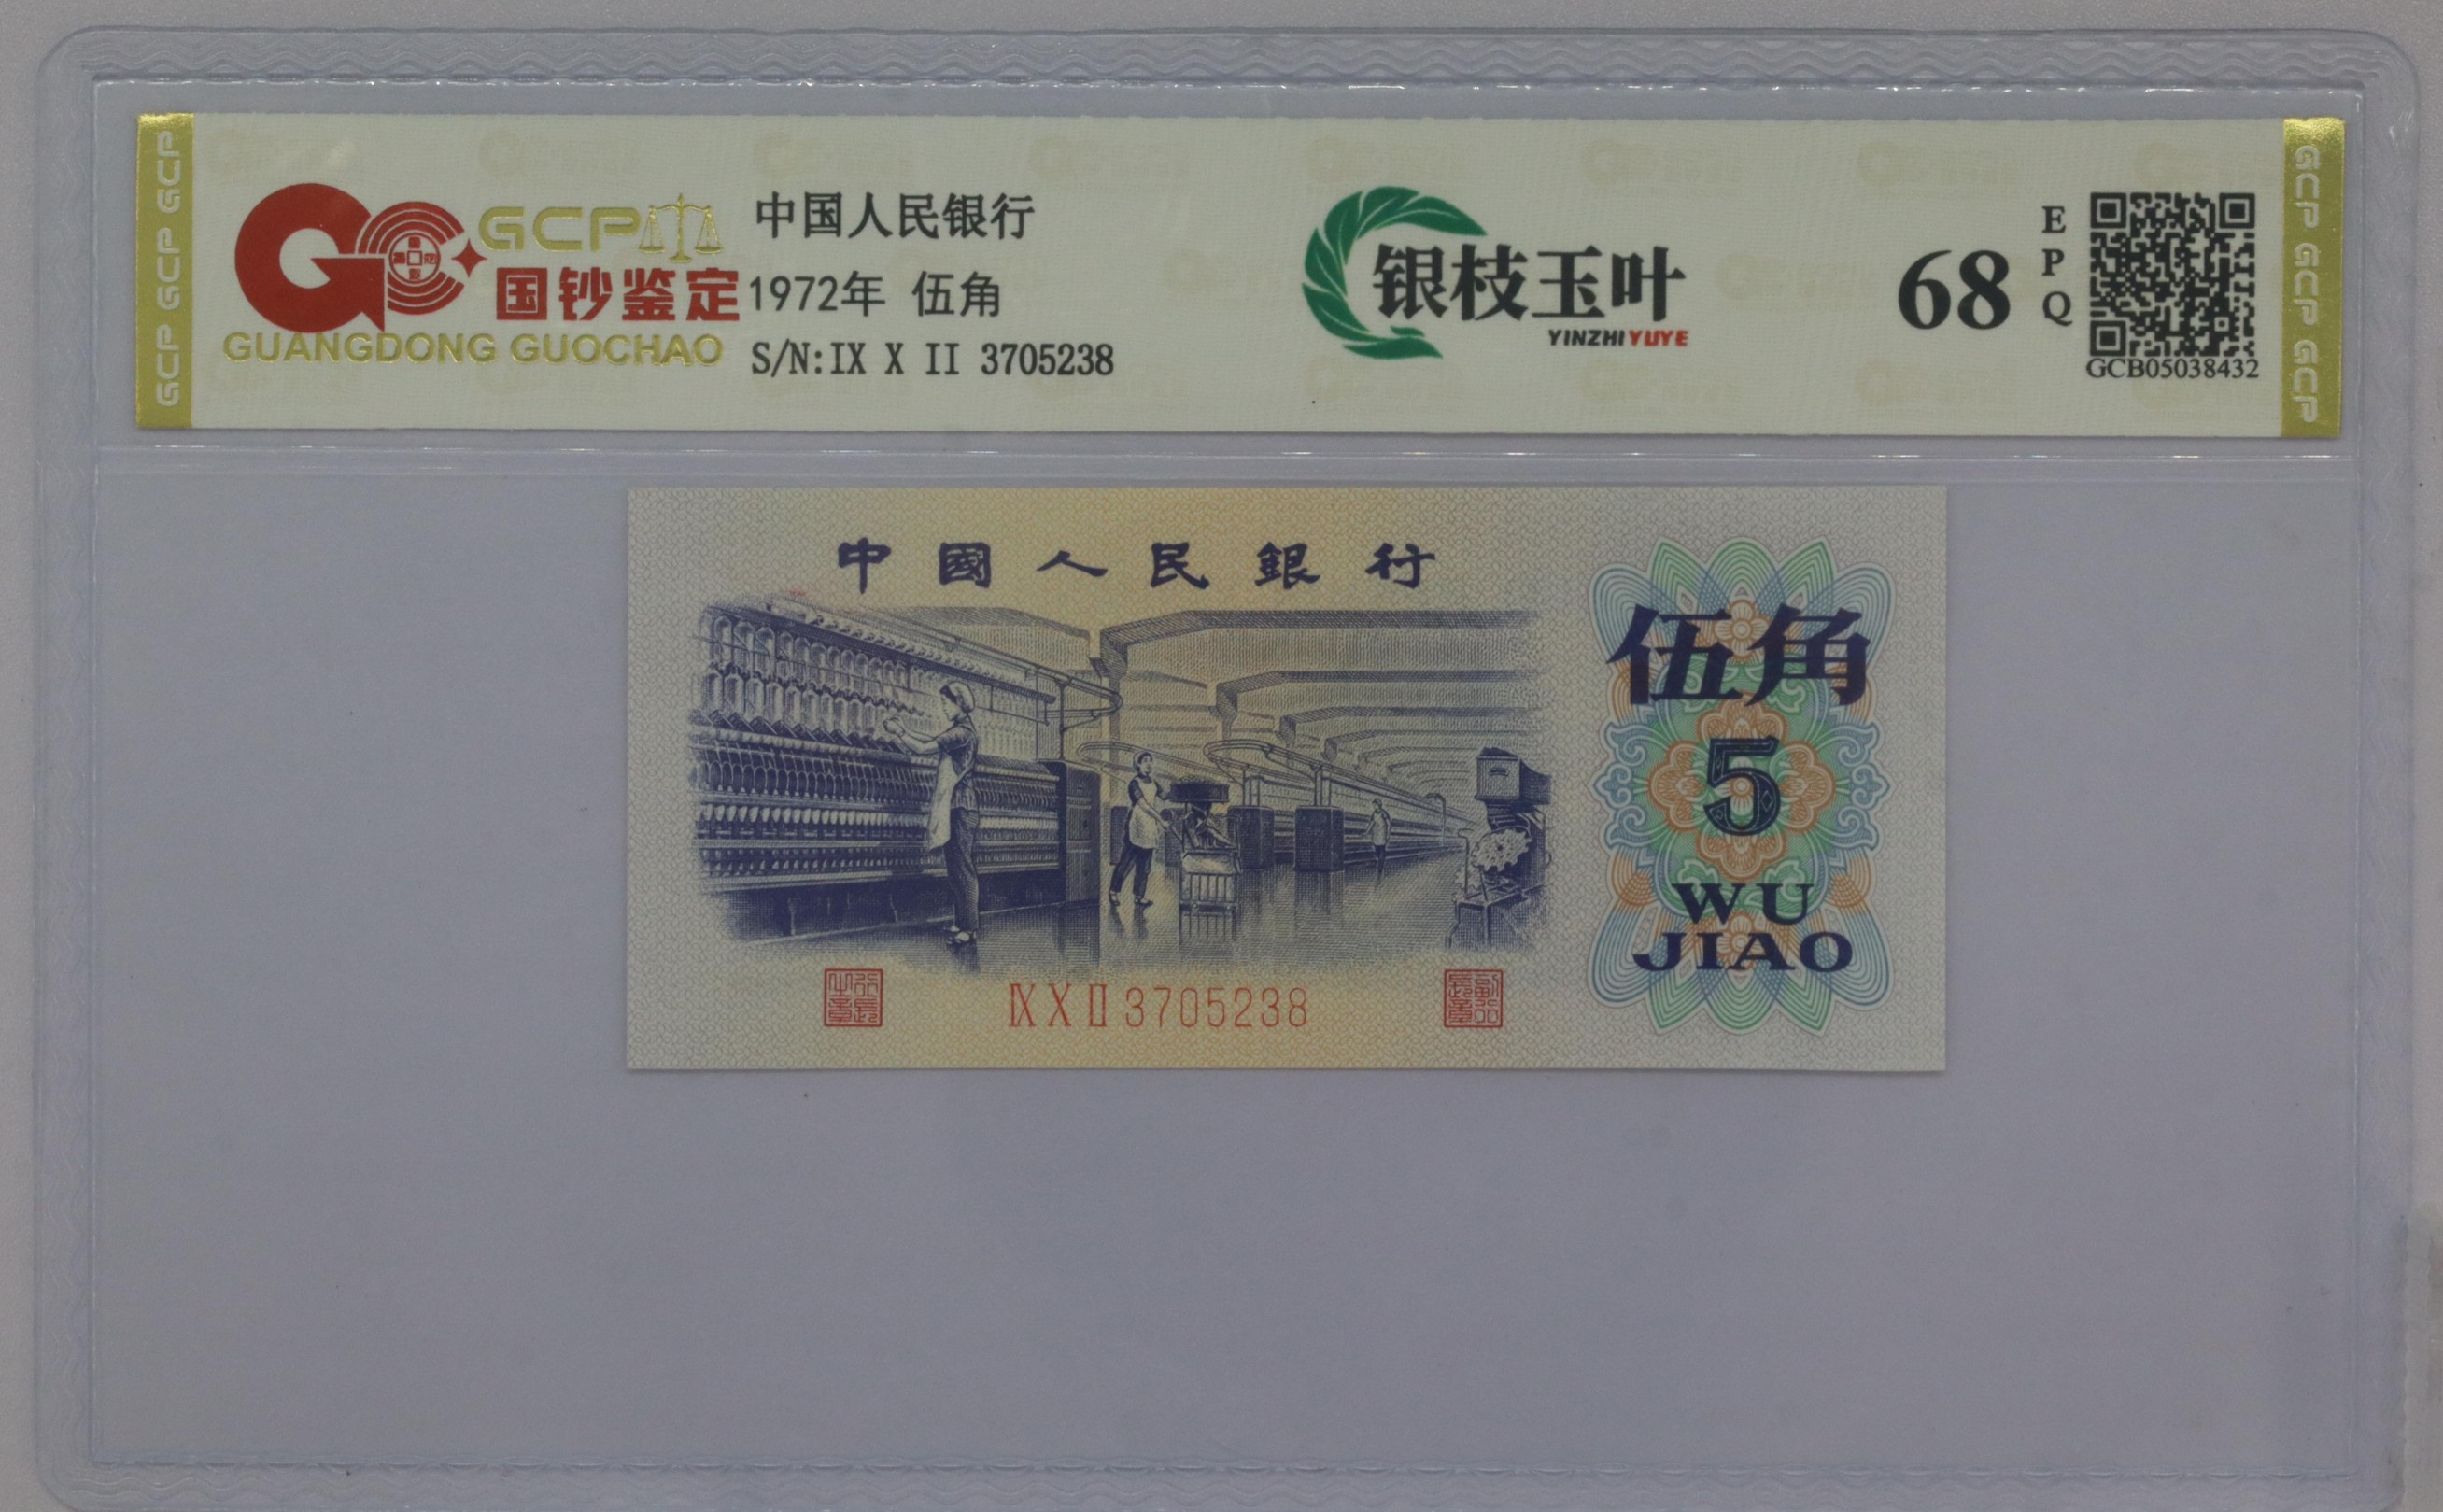 GCP GCP GCP
GCP
国钞鉴定
GUANGDONG GUOCHAO
中国人民银行
1972年 伍角
S/N:IX X II 3705238
银枝玉叶
YINZHI YUYE
68
EPQ
GCB05038432
GCP GCP GCP
中國人民銀行
伍角
5
WU
JIAO
IX X II 3705238